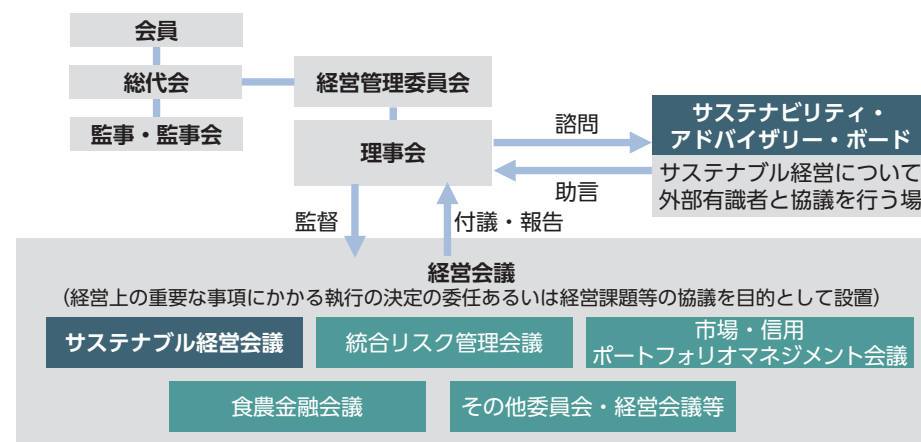 会員
総代会
監事・監事会
経営管理委員会
理事会
諮問
助言
サステナビリティ・
アドバイザリー・ボード
サステナブル経営について
外部有識者と協議を行う場
監督
付議・報告
経営会議
(経営上の重要な事項にかかる執行の決定の委任あるいは経営課題等の協議を目的として設置)
サステナブル経営会議
統合リスク管理会議
市場・信用
ポートフォリオマネジメント会議
食農金融会議
その他委員会・経営会議等